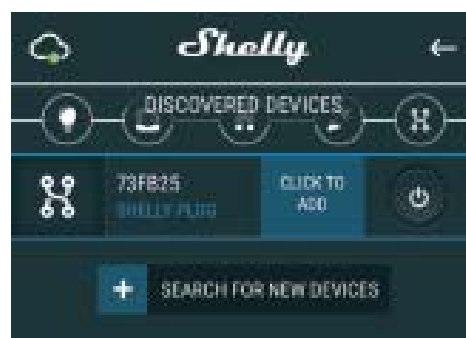 Shelly
DISCOVERED DEVICES
73FB25
CLICK TO
ADD
SHELLY PLUG
SEARCH FOR NEW DEVICES